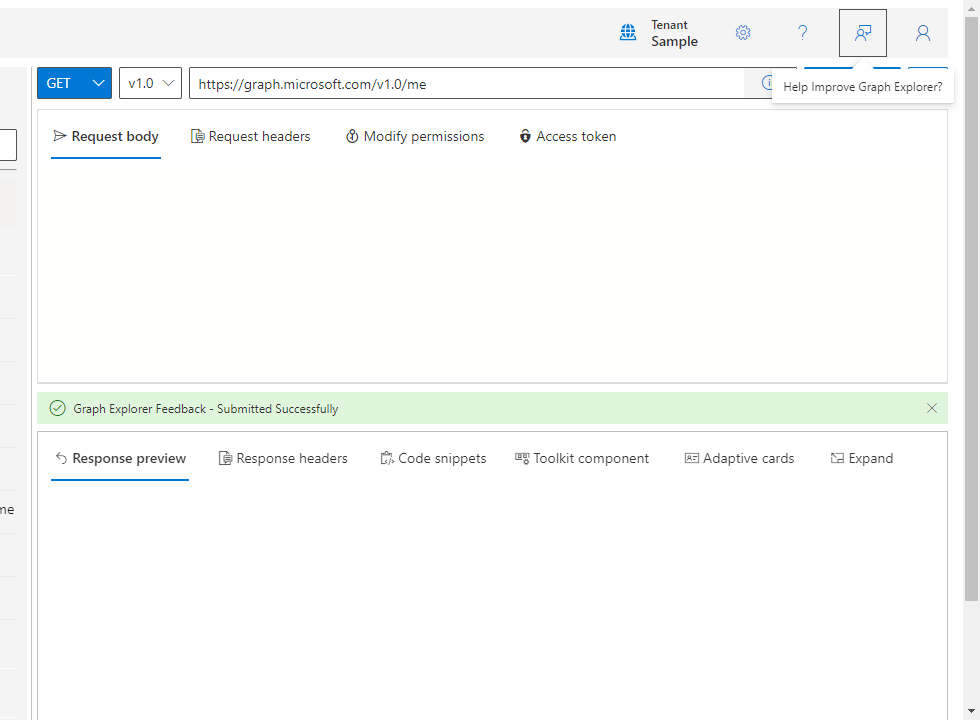 Tenant
Sample
?
Help Improve Graph Explorer?
GET
v1.0
https://graph.microsoft.com/v1.0/me
Request body
Request headers
Modify permissions
Access token
Graph Explorer Feedback - Submitted Successfully
Response preview
Response headers
Code snippets
Toolkit component
Adaptive cards
Expand
me